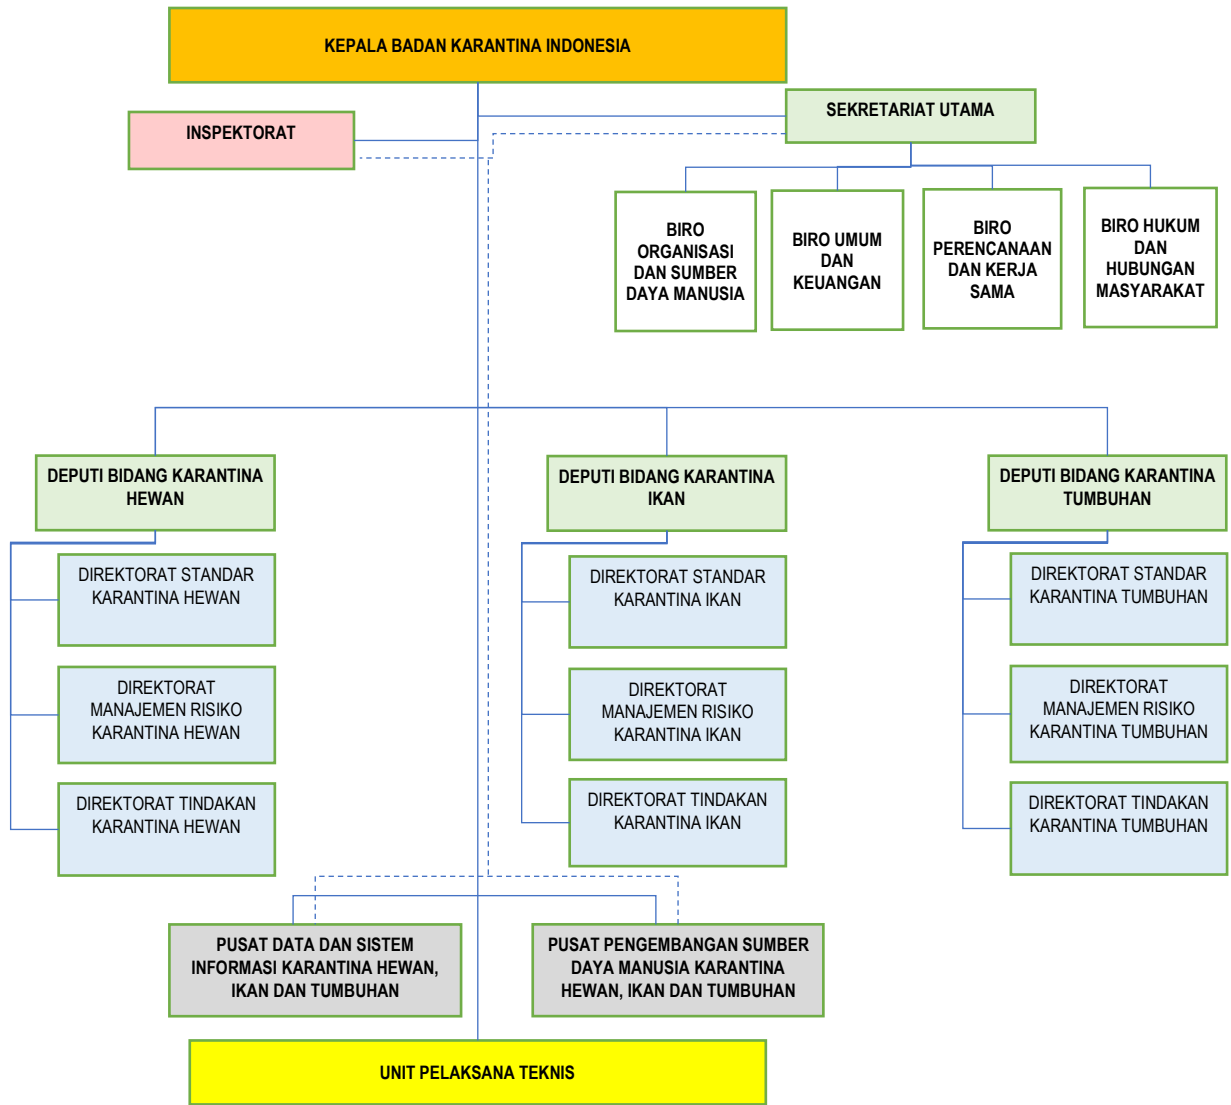 KEPALA BADAN KARANTINA INDONESIA
SEKRETARIAT UTAMA
INSPEKTORAT
BIRO
ORGANISASI
DAN SUMBER
DAYA MANUSIA
BIRO UMUM
DAN
KEUANGAN
BIRO
PERENCANAAN
DAN KERJA
SAMA
BIRO HUKUM
DAN
HUBUNGAN
MASYARAKAT
DEPUTI BIDANG KARANTINA
HEWAN
DIREKTORAT STANDAR
KARANTINA HEWAN
DIREKTORAT
MANAJEMEN RISIKO
KARANTINA HEWAN
DIREKTORAT TINDAKAN
KARANTINA HEWAN
DEPUTI BIDANG KARANTINA
IKAN
DIREKTORAT STANDAR
KARANTINA IKAN
DIREKTORAT
MANAJEMEN RISIKO
KARANTINA IKAN
DIREKTORAT TINDAKAN
KARANTINA IKAN
DEPUTI BIDANG KARANTINA
TUMBUHAN
DIREKTORAT STANDAR
KARANTINA TUMBUHAN
DIREKTORAT
MANAJEMEN RISIKO
KARANTINA TUMBUHAN
DIREKTORAT TINDAKAN
KARANTINA TUMBUHAN
PUSAT DATA DAN SISTEM
INFORMASI KARANTINA HEWAN,
IKAN DAN TUMBUHAN
PUSAT PENGEMBANGAN SUMBER
DAYA MANUSIA KARANTINA
HEWAN, IKAN DAN TUMBUHAN
UNIT PELAKSANA TEKNIS